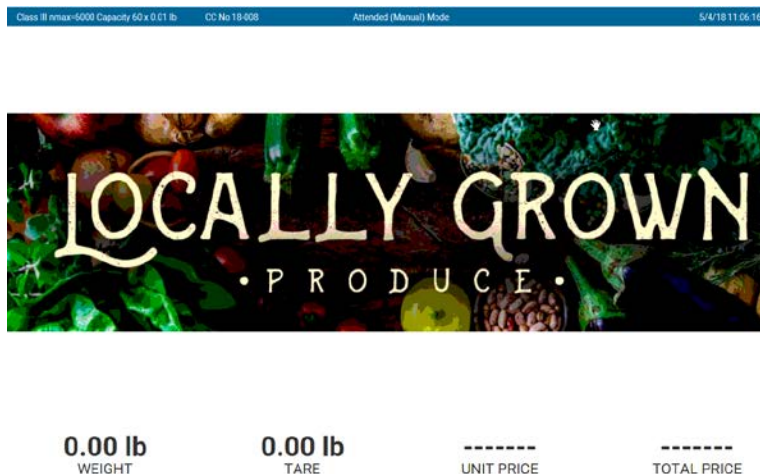 Class III nmax=6000 Capacity 60 x 0.01 lb CC No 18-008 Attended (Manual) Mode 5/4/18 11:06:16
LOCALLY GROWN
• PRODUCE •
0.00 lb 0.00 lb ------- -------
WEIGHT TARE UNIT PRICE TOTAL PRICE